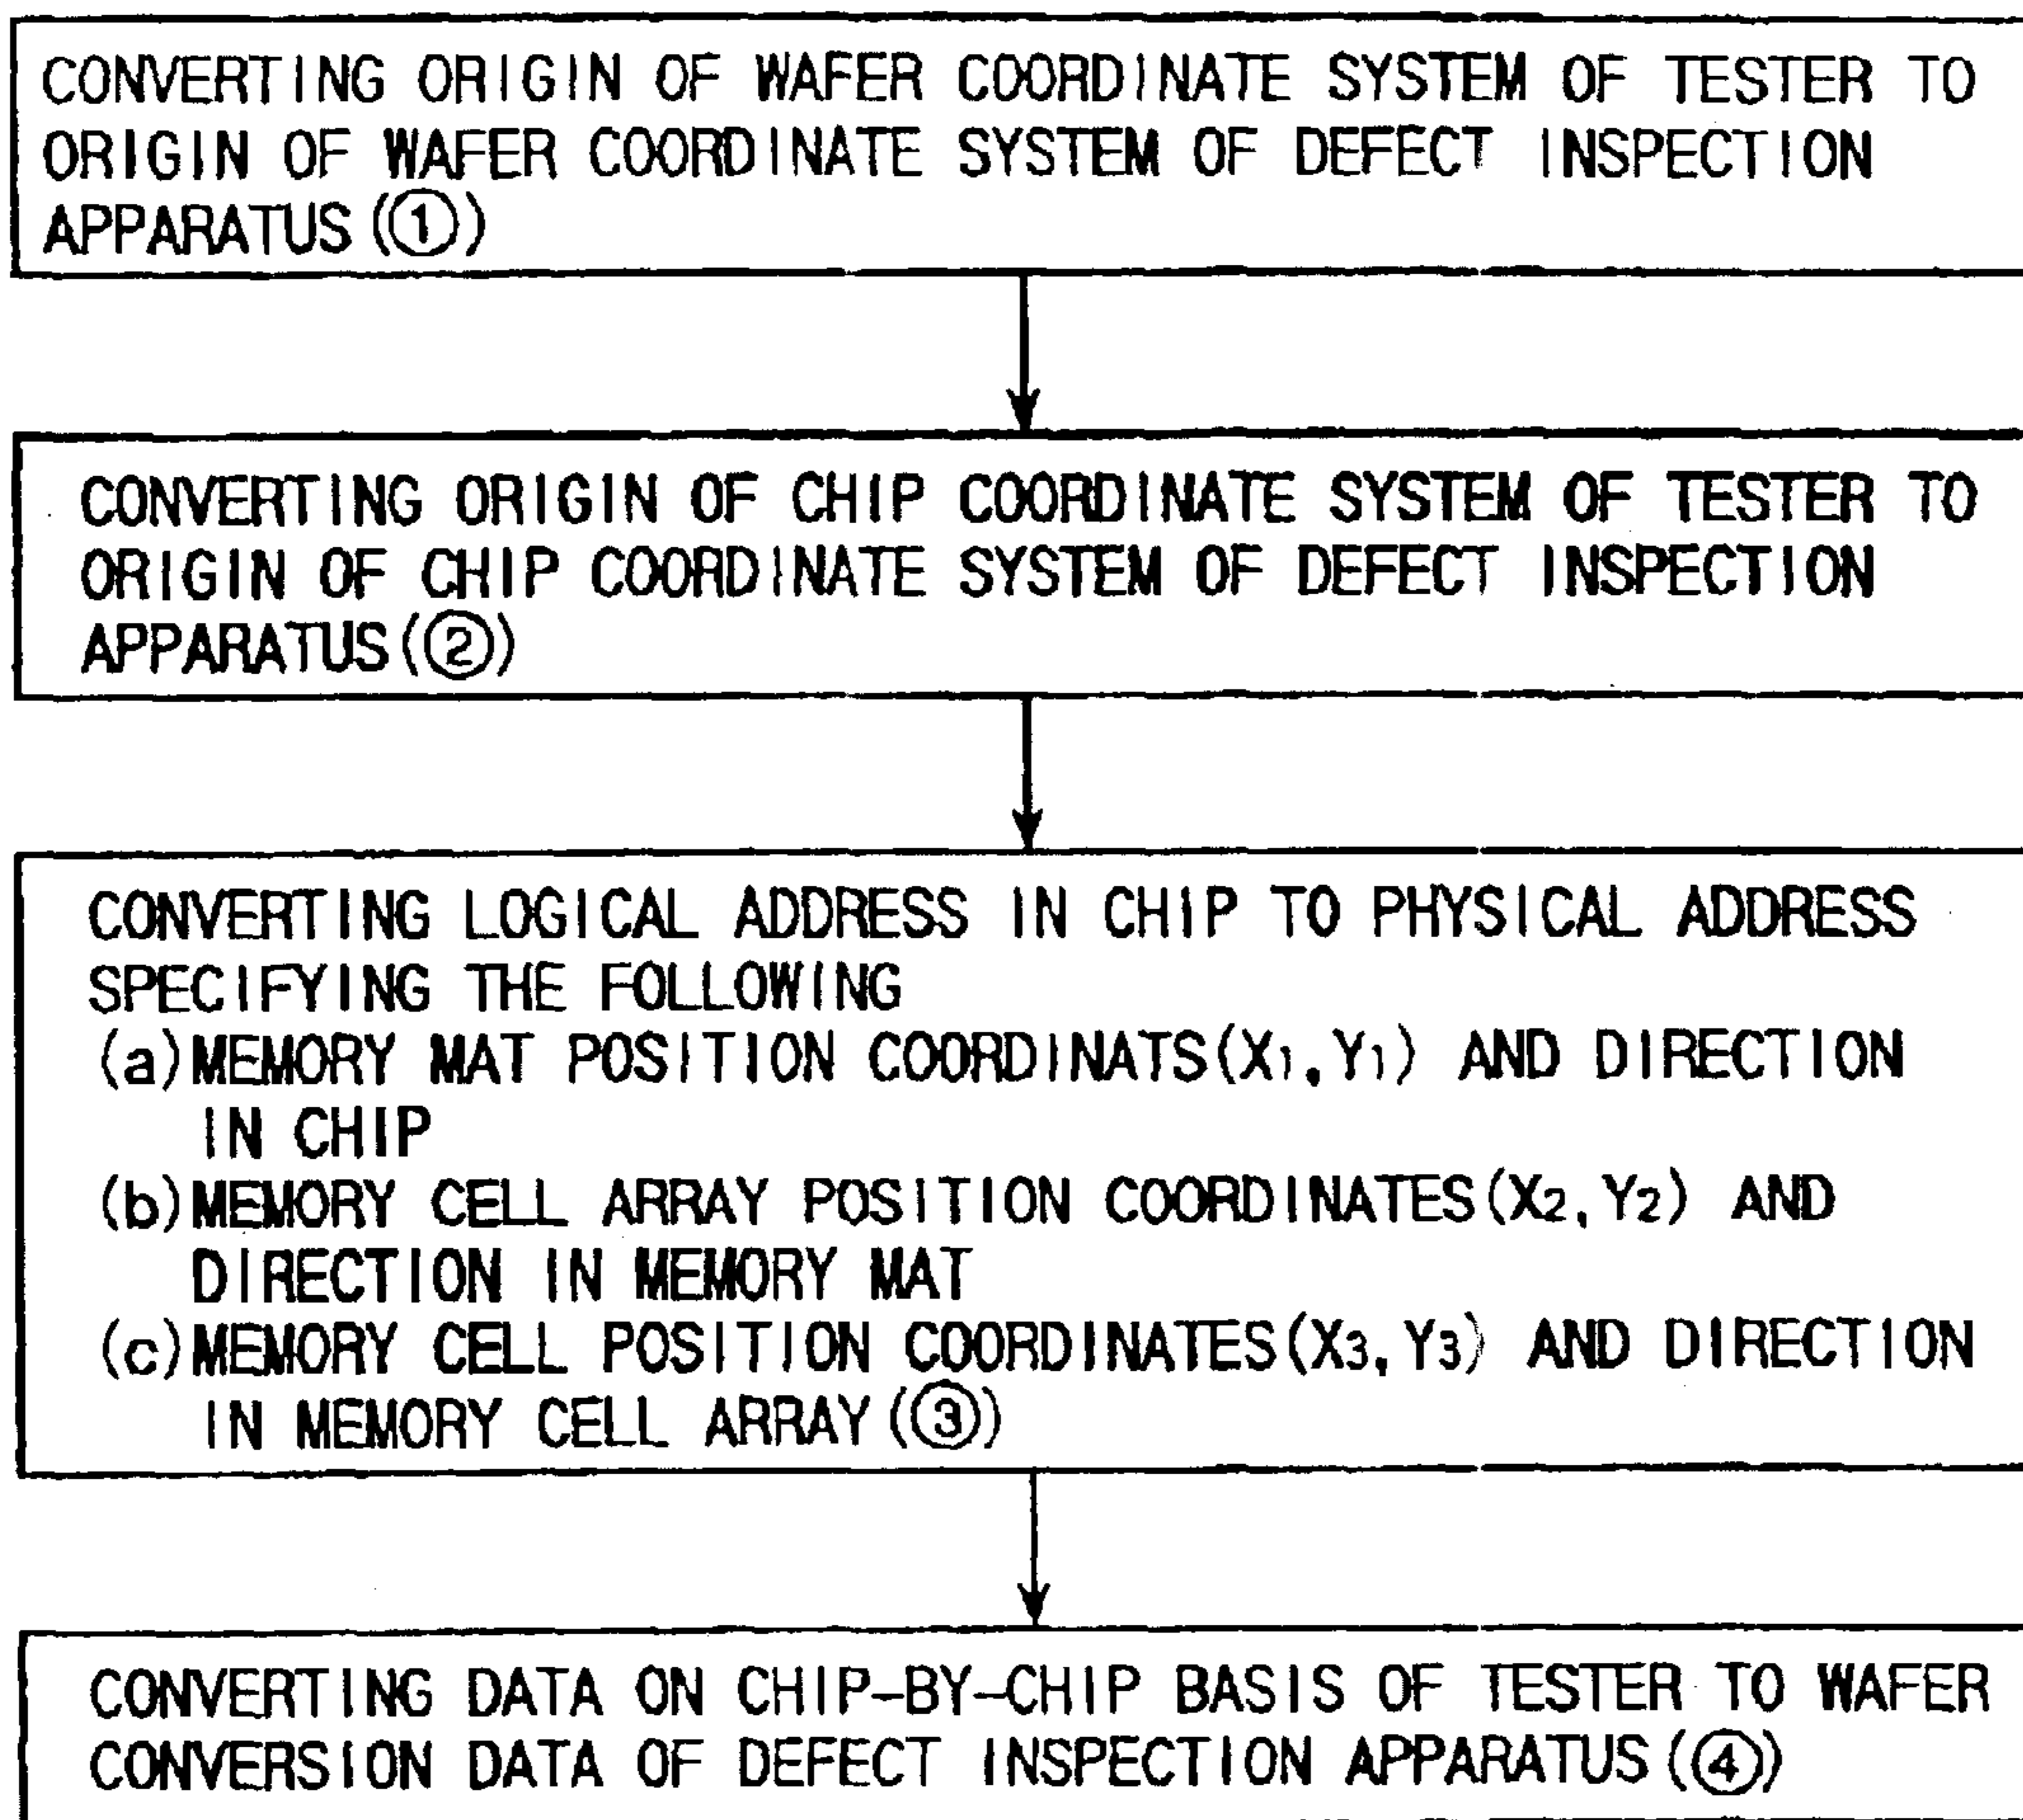 CONVERTING ORIGIN OF WAFER COORDINATE SYSTEM OF TESTER TO
ORIGIN OF WAFER COORDINATE SYSTEM OF DEFECT INSPECTION
APPARATUS(①)
CONVERTING ORIGIN OF CHIP COORDINATE SYSTEM OF TESTER TO
ORIGIN OF CHIP COORDINATE SYSTEM OF DEFECT INSPECTION
APPARATUS(②)
CONVERTING LOGICAL ADDRESS IN CHIP TO PHYSICAL ADDRESS
SPECIFYING THE FOLLOWING
(a)MEMORY MAT POSITION COORDINATS(X₁,Y₁) AND DIRECTION
IN CHIP
(b)MEMORY CELL ARRAY POSITION COORDINATES(X₂,Y₂) AND
DIRECTION IN MEMORY MAT
(c)MEMORY CELL POSITION COORDINATES(X₃,Y₃) AND DIRECTION
IN MEMORY CELL ARRAY(③)
CONVERTING DATA ON CHIP-BY-CHIP BASIS OF TESTER TO WAFER
CONVERSION DATA OF DEFECT INSPECTION APPARATUS(④)